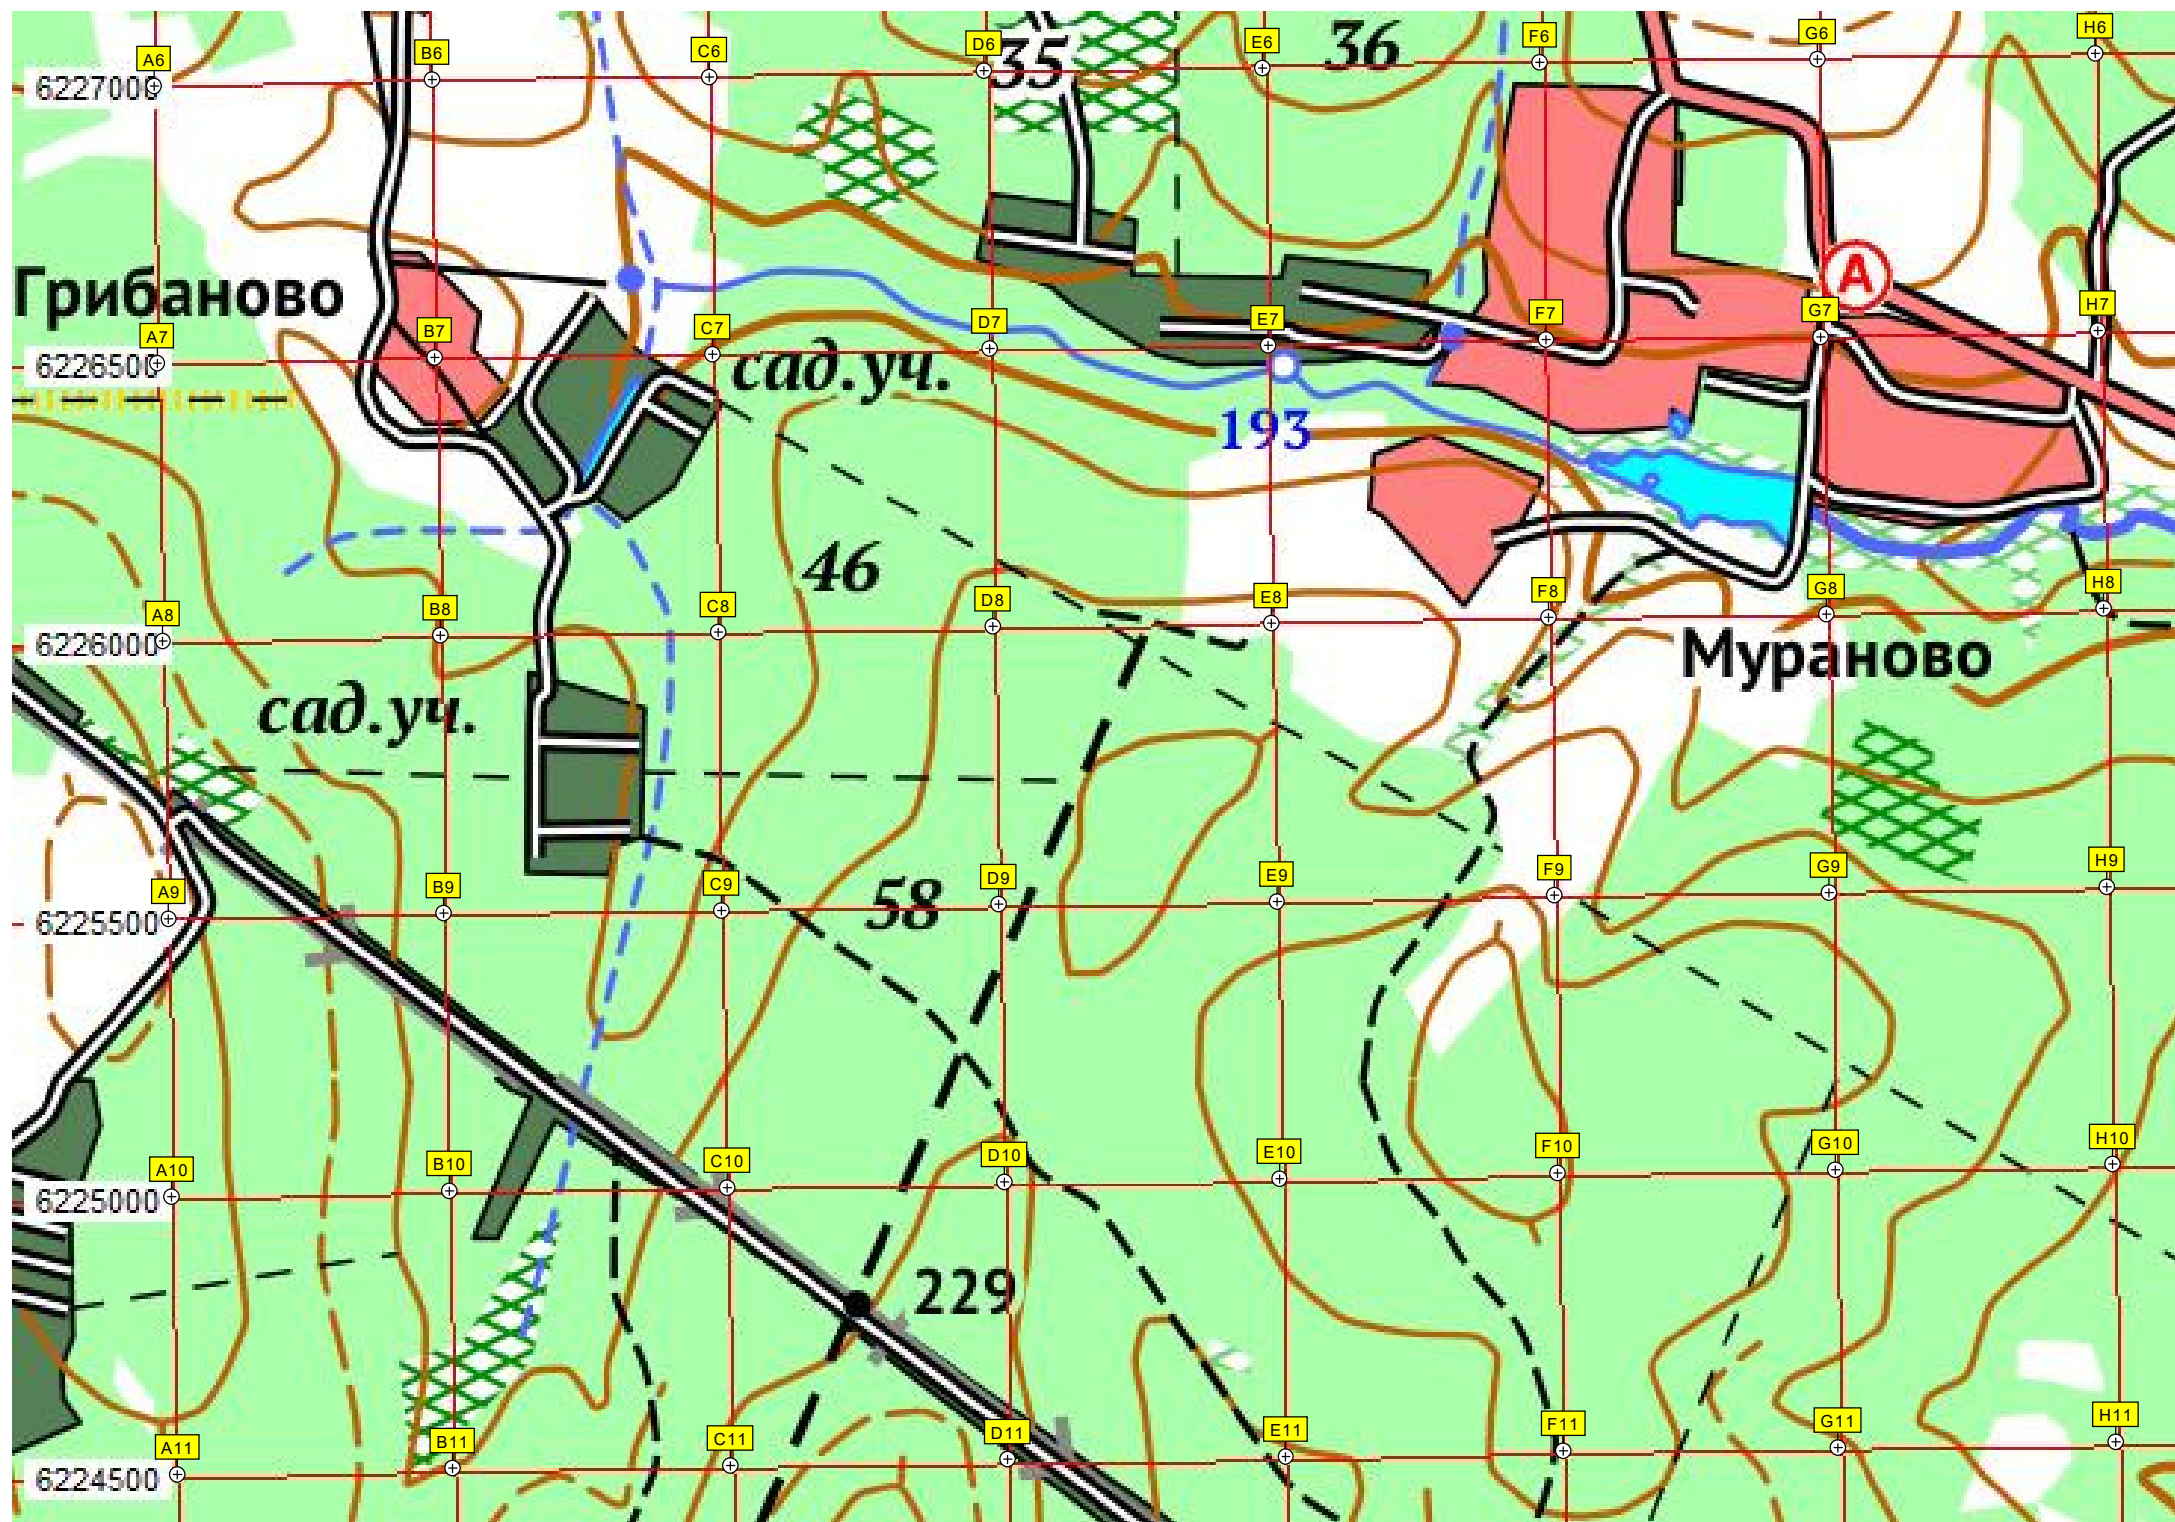 A6 B6 C6 D6 E6 F6 G6 H6
6227000 35 36
Грибаново А
A7 B7 C7 D7 E7 F7 G7 H7
6226500 сад.уч.
193
46
A8 B8 C8 D8 E8 F8 G8 H8
6226000 Мураново
сад.уч.
A9 B9 C9 D9 E9 F9 G9 H9
6225500 58
A10 B10 C10 D10 E10 F10 G10 H10
6225000
229
A11 B11 C11 D11 E11 F11 G11 H11
6224500